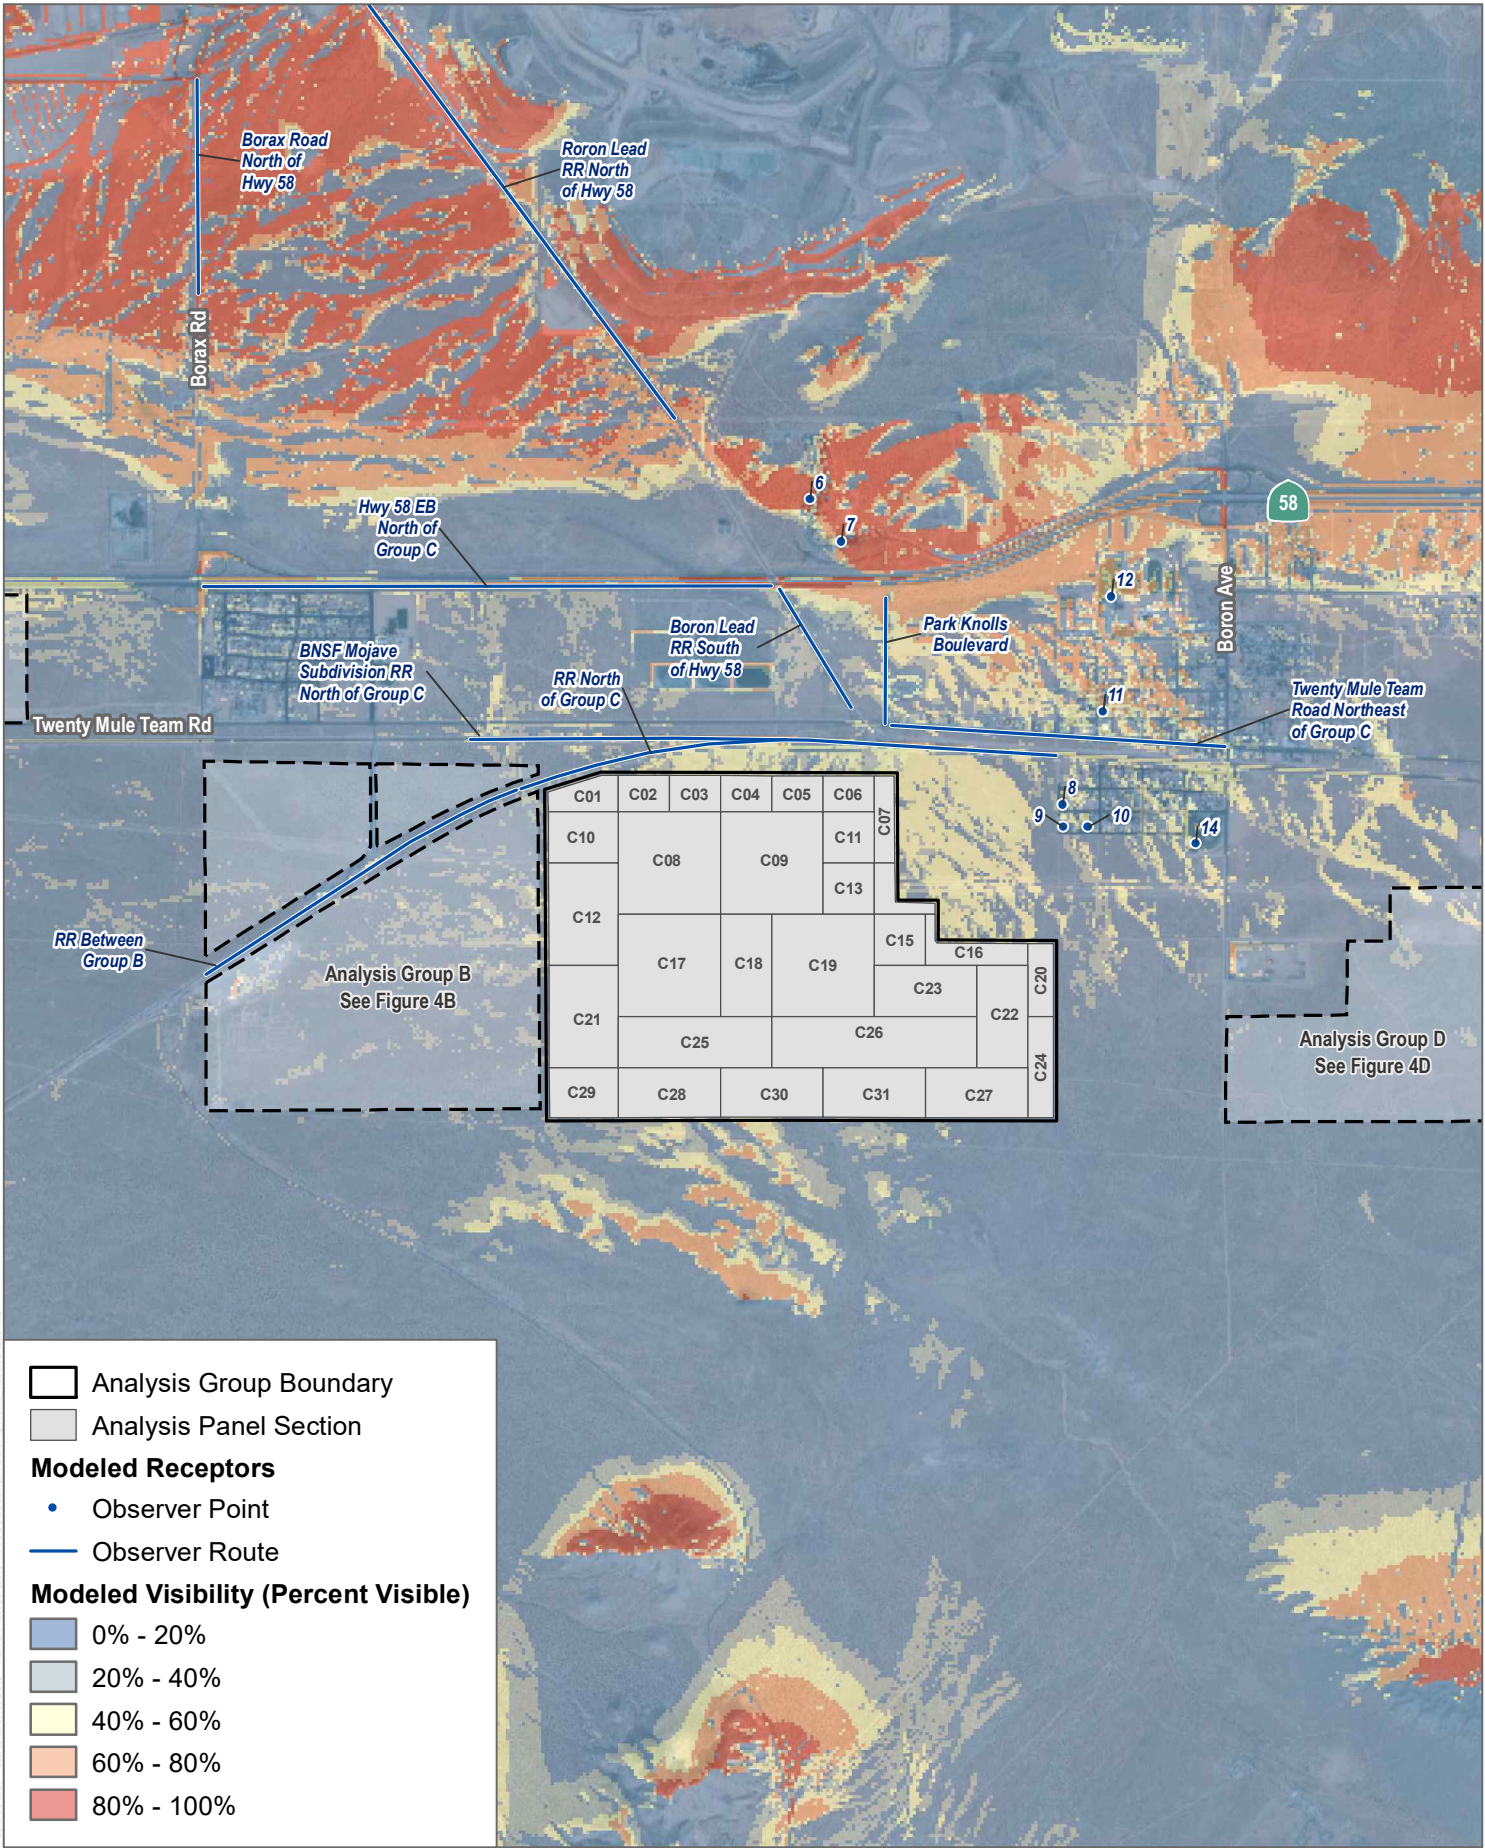 Borax Road
North of
Hwy 58
Roron Lead
RR North
of Hwy 58
Borax Rd
6
7
58
Hwy 58 EB
North of
Group C
12
Boron Ave
Boron Lead
RR South
of Hwy 58
Park Knolls
Boulevard
BNSF Mojave
Subdivision RR
North of Group C
RR North
of Group C
11
Twenty Mule Team
Road Northeast
of Group C
Twenty Mule Team Rd
8
9
10
14
C01
C02
C03
C04
C05
C06
C07
C10
C08
C09
C11
C13
C12
C15
C16
C17
C18
C19
C20
C23
C22
C21
C25
C26
C24
C29
C28
C30
C31
C27
RR Between
Group B
Analysis Group B
See Figure 4B
Analysis Group D
See Figure 4D
Analysis Group Boundary
Analysis Panel Section
Modeled Receptors
Observer Point
Observer Route
Modeled Visibility (Percent Visible)
0% - 20%
20% - 40%
40% - 60%
60% - 80%
80% - 100%